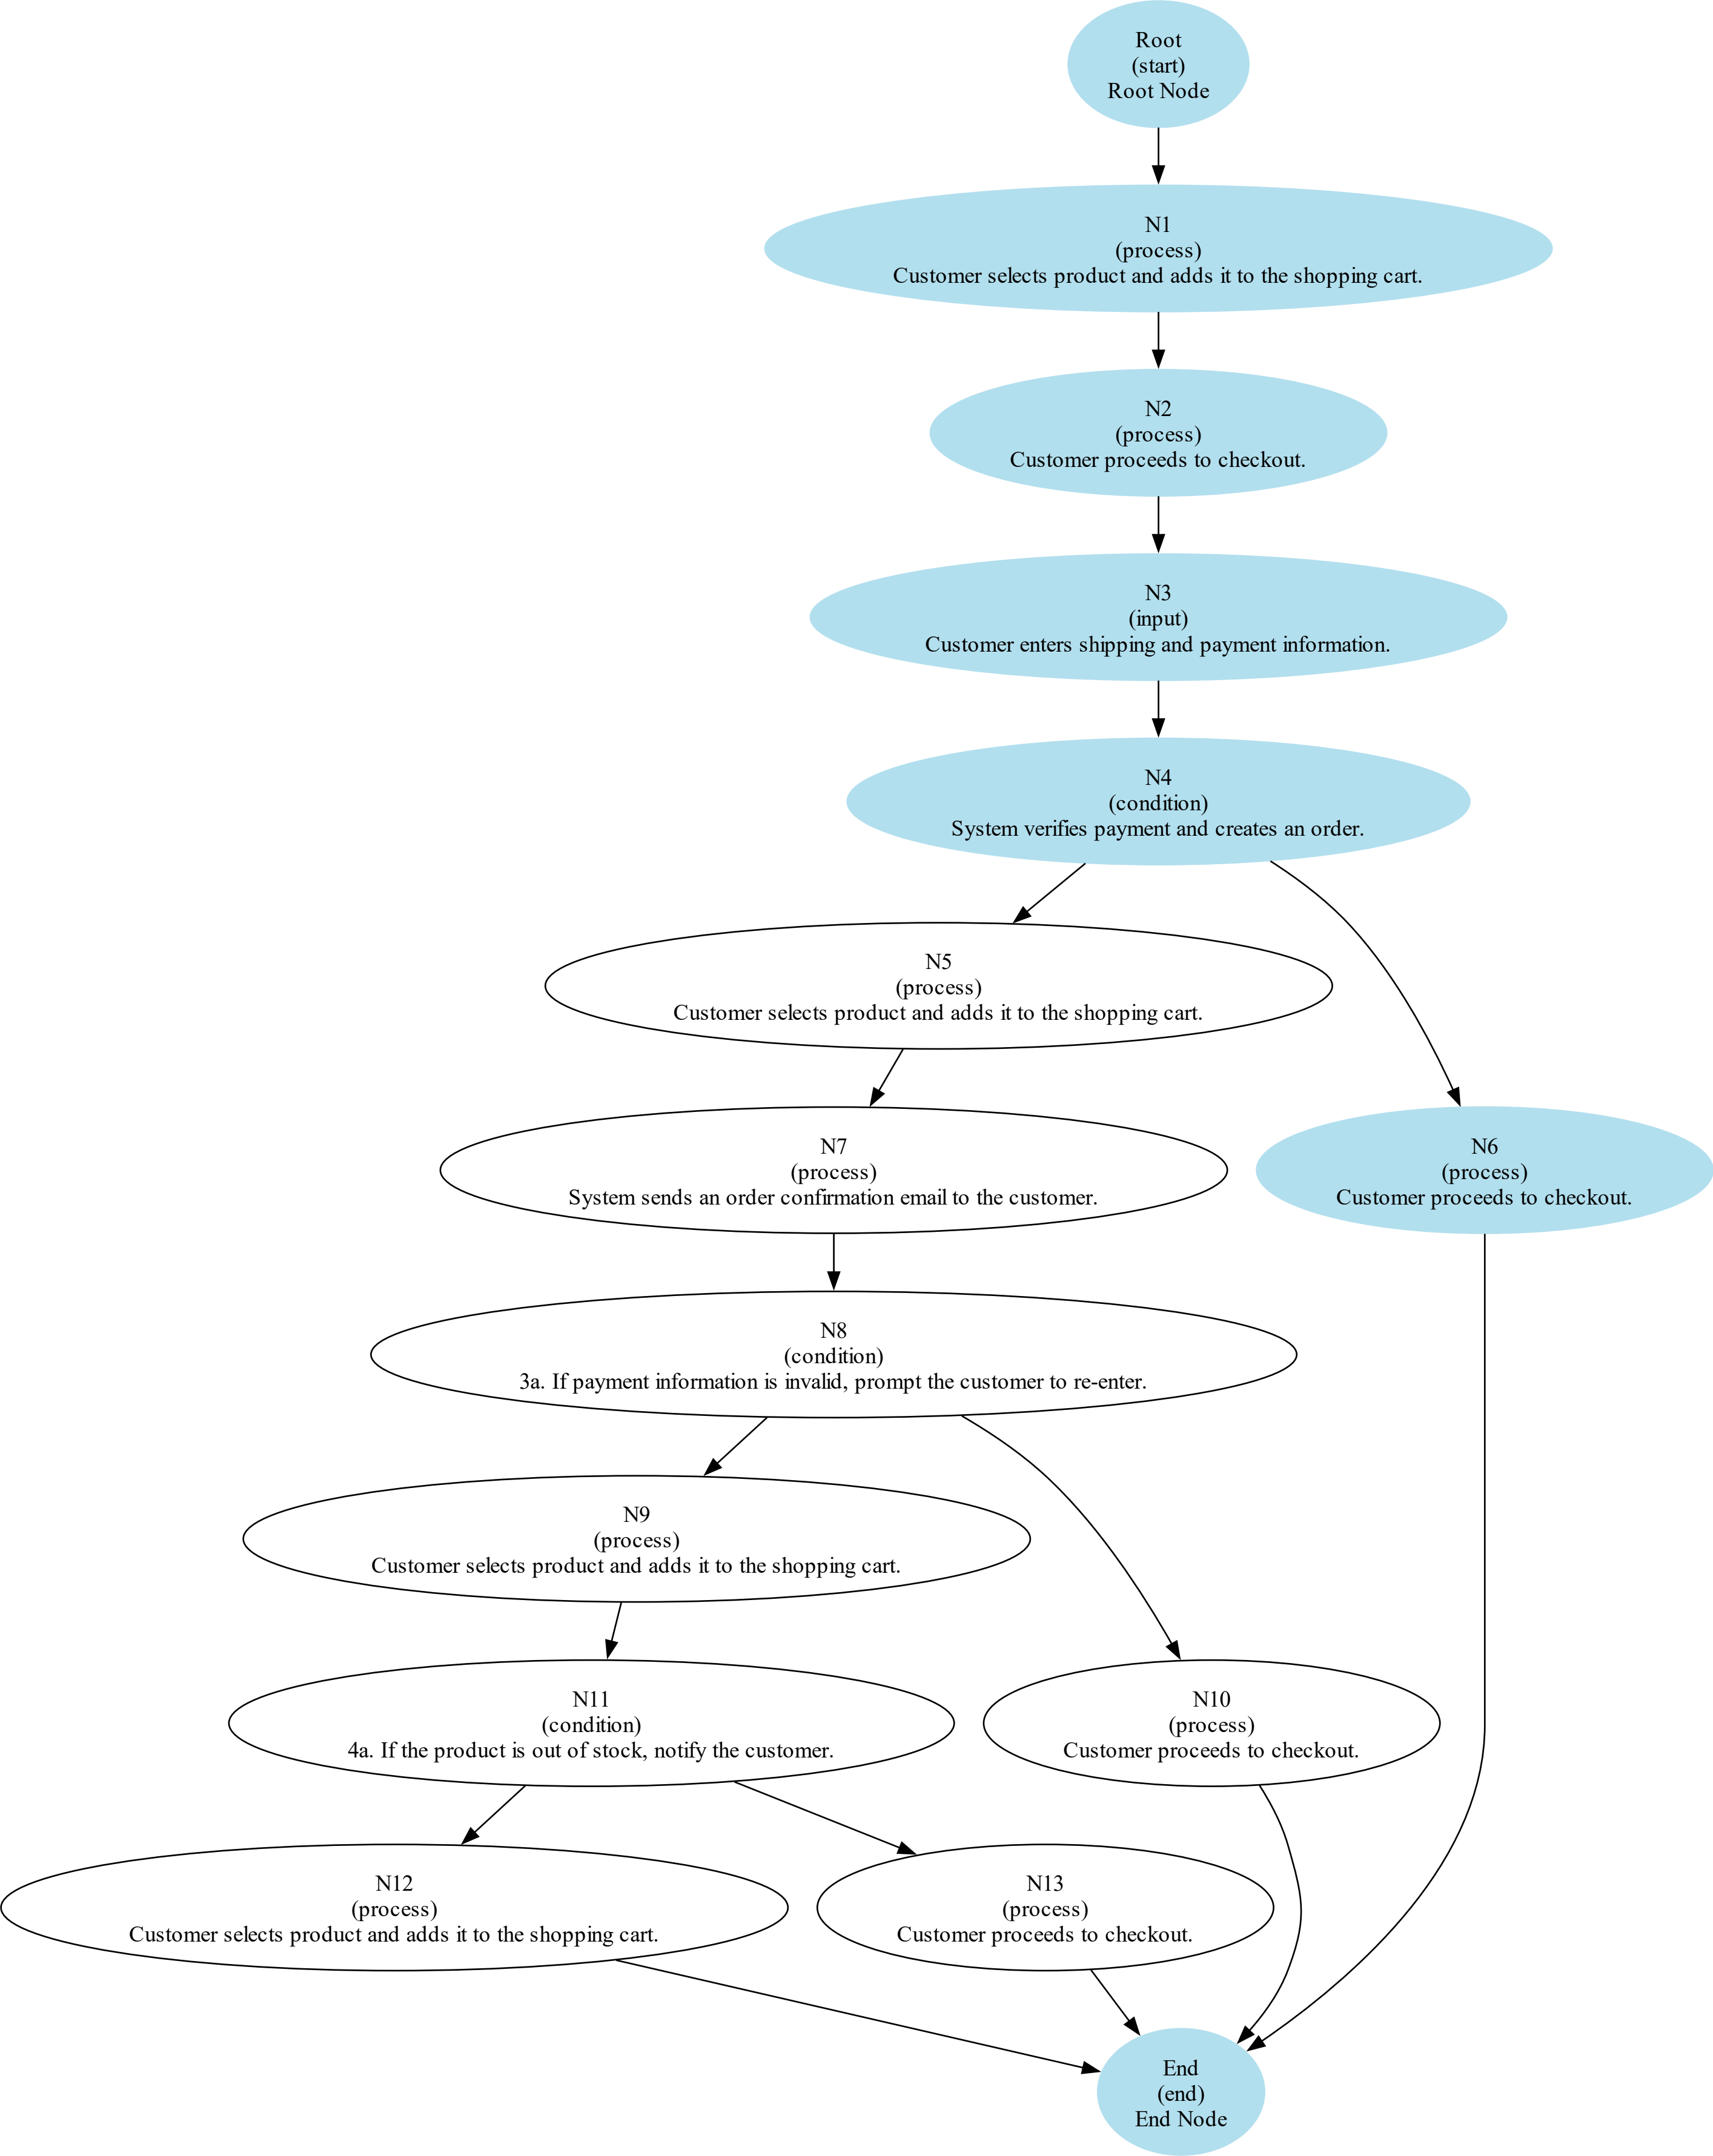 Root
(start)
Root Node
N1
(process)
Customer selects product and adds it to the shopping cart.
N2
(process)
Customer proceeds to checkout.
N3
(input)
Customer enters shipping and payment information.
N4
(condition)
System verifies payment and creates an order.
N5
(process)
Customer selects product and adds it to the shopping cart.
N7
(process)
System sends an order confirmation email to the customer.
N6
(process)
Customer proceeds to checkout.
N8
(condition)
3a. If payment information is invalid, prompt the customer to re-enter.
N9
(process)
Customer selects product and adds it to the shopping cart.
N11
(condition)
4a. If the product is out of stock, notify the customer.
N10
(process)
Customer proceeds to checkout.
N12
(process)
Customer selects product and adds it to the shopping cart.
N13
(process)
Customer proceeds to checkout.
End
(end)
End Node